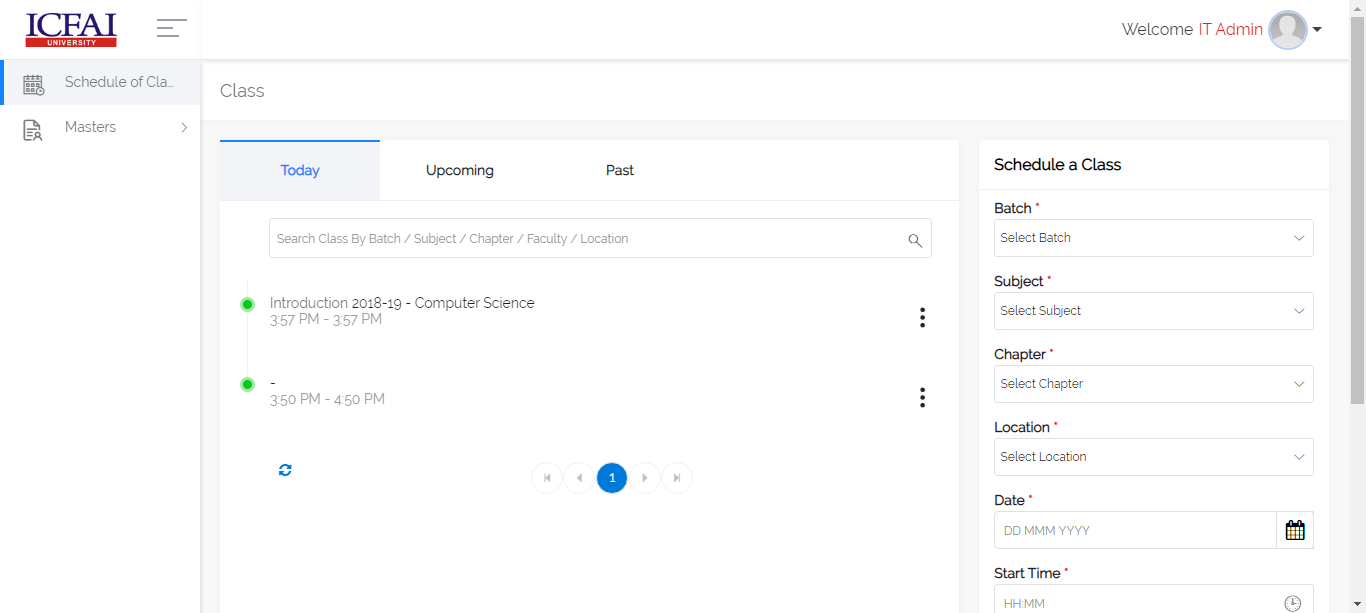 ICFAI
UNIVERSITY
Welcome IT Admin
Schedule of Cla...
Masters
Class
Today
Upcoming
Past
Search Class By Batch / Subject / Chapter / Faculty / Location
Introduction 2018-19 - Computer Science
3:57 PM - 3:57 PM
-
3:50 PM - 4:50 PM
1
Schedule a Class
Batch *
Select Batch
Subject *
Select Subject
Chapter *
Select Chapter
Location *
Select Location
Date *
DD MMM YYYY
Start Time *
HH:MM